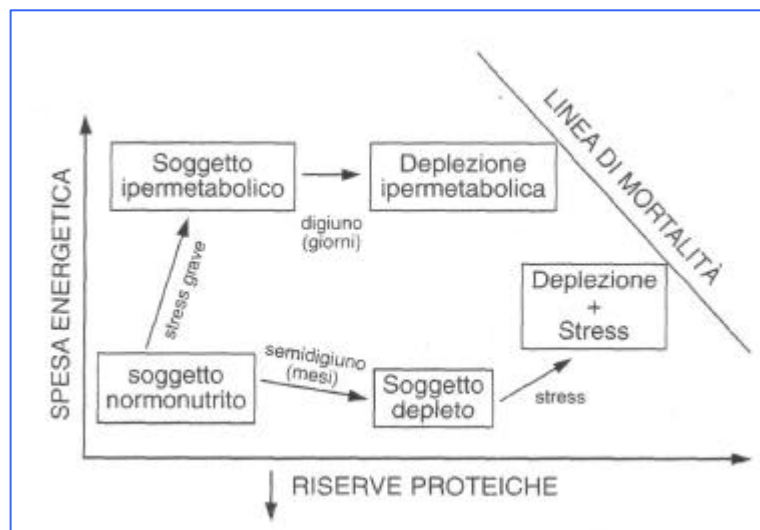 LINEA DI MORTALITÀ
SPESA ENERGETICA
Soggetto
ipermetabolico
Deplezione
ipermetabolica
digiuno
(giorni)
stress grave
Deplezione
+
Stress
soggetto
normonutrito
semidigiuno
(mesi)
Soggetto
depleto
stress
RISERVE PROTEICHE